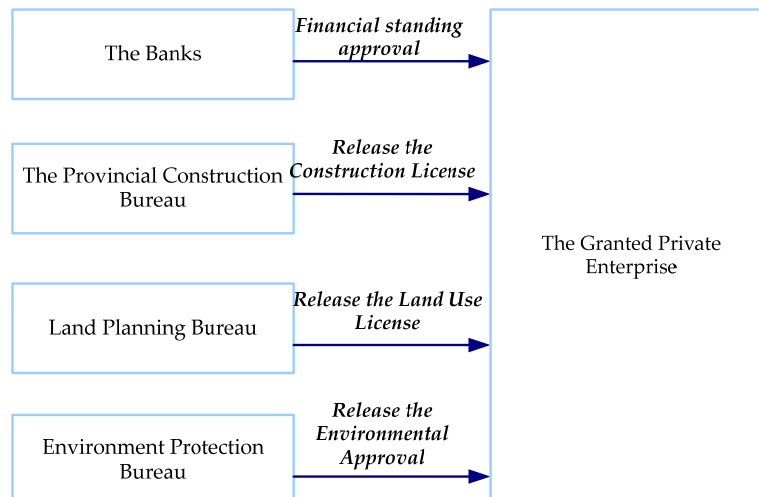 The Banks
Financial standing
approval
The Provincial Construction
Bureau
Release the
Construction License
Land Planning Bureau
Release the Land Use
License
Environment Protection
Bureau
Release the
Environmental
Approval
The Granted Private
Enterprise